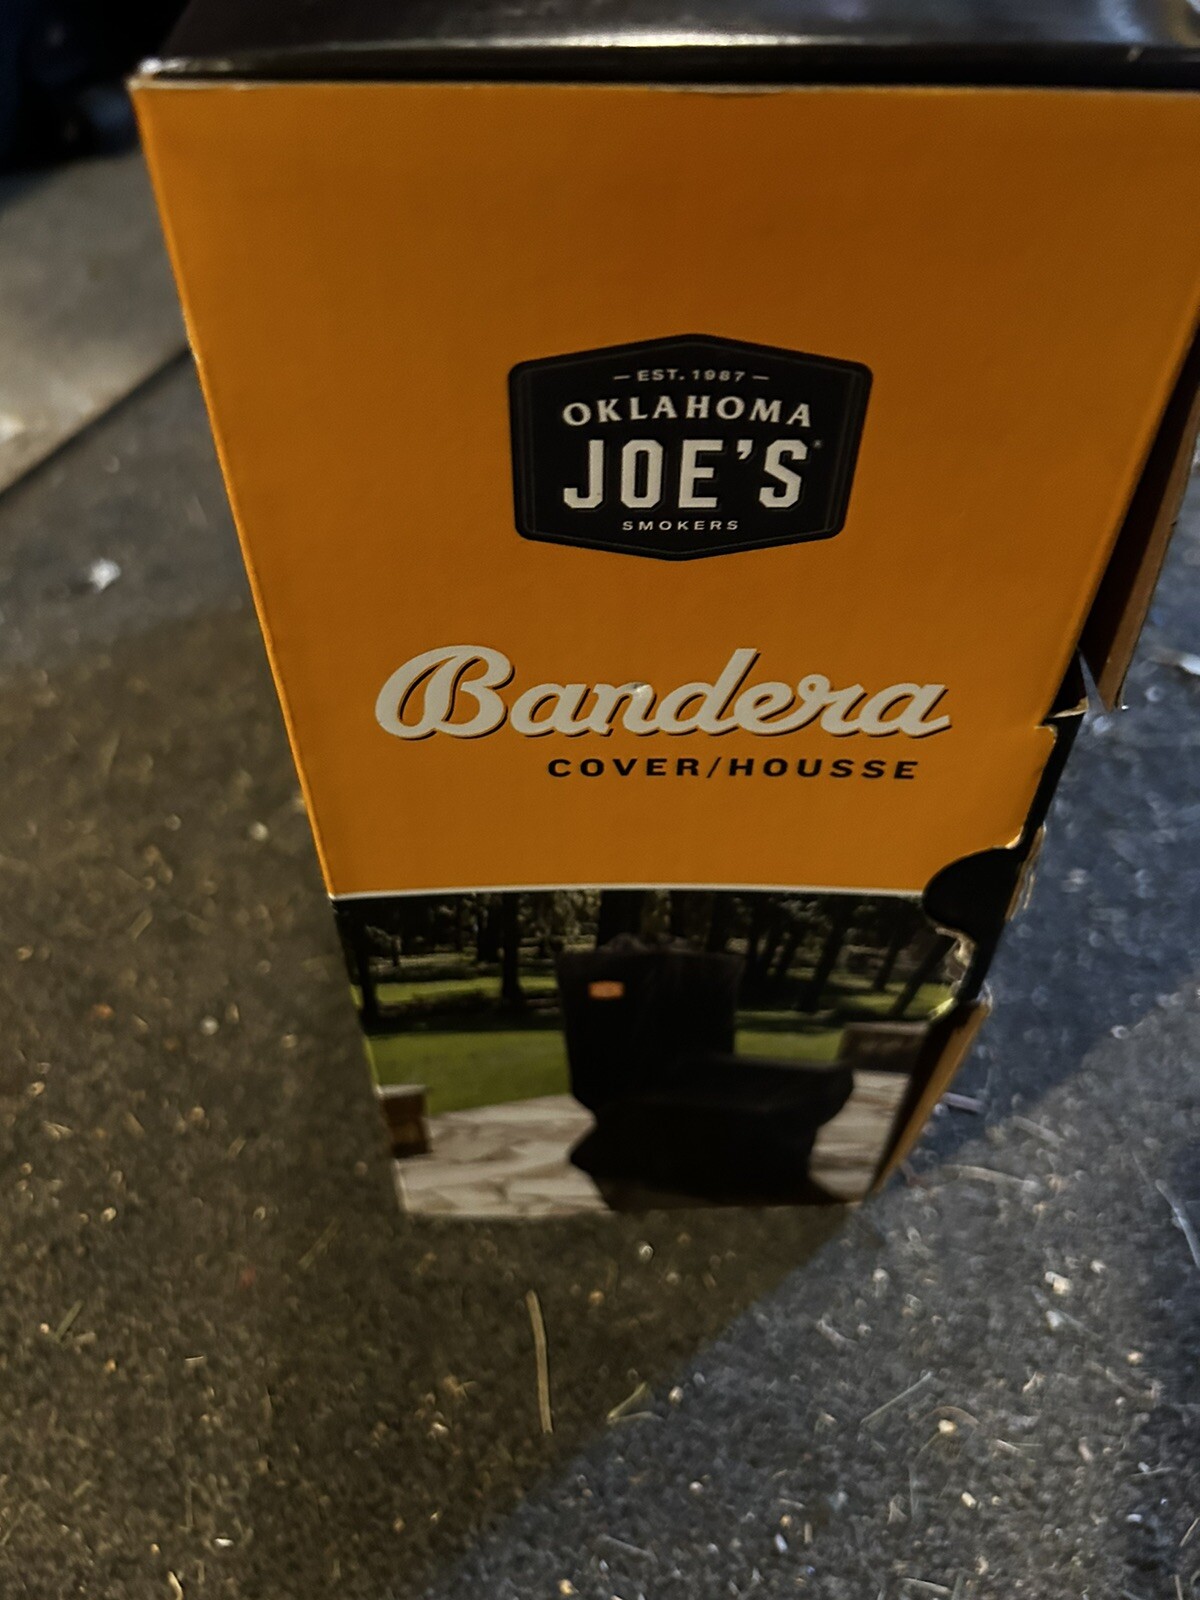 — EST. 1987 —
OKLAHOMA
JOE'S®
SMOKERS
Bandera
COVER/HOUSSE